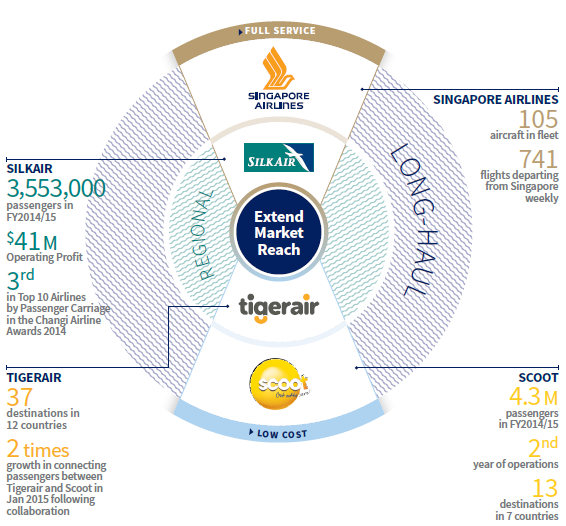 FULL SERVICE
SINGAPORE
AIRLINES
SINGAPORE AIRLINES
105
aircraft in fleet
741
flights departing
from Singapore
weekly
SILKAIR
SILKAIR
3,553,000
passengers in
FY2014/15
$41 M
Operating Profit
3rd
in Top 10 Airlines
by Passenger Carriage
in the Changi Airline
Awards 2014
REGIONAL
LONG-HAUL
Extend
Market
Reach
tigerair
TIGERAIR
37
destinations in
12 countries
2 times
growth in connecting
passengers between
Tigerair and Scoot in
Jan 2015 following
collaboration
scoot
LOW COST
SCOOT
4.3 M
passengers
in FY2014/15
2nd
year of operations
13
destinations
in 7 countries